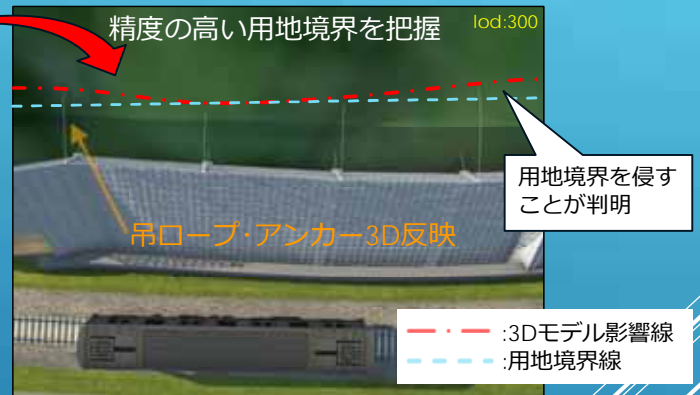 精度の高い用地境界を把握
lod:300
用地境界を侵す
ことが判明
吊ロープ・アンカー3D反映
:3Dモデル影響線
:用地境界線